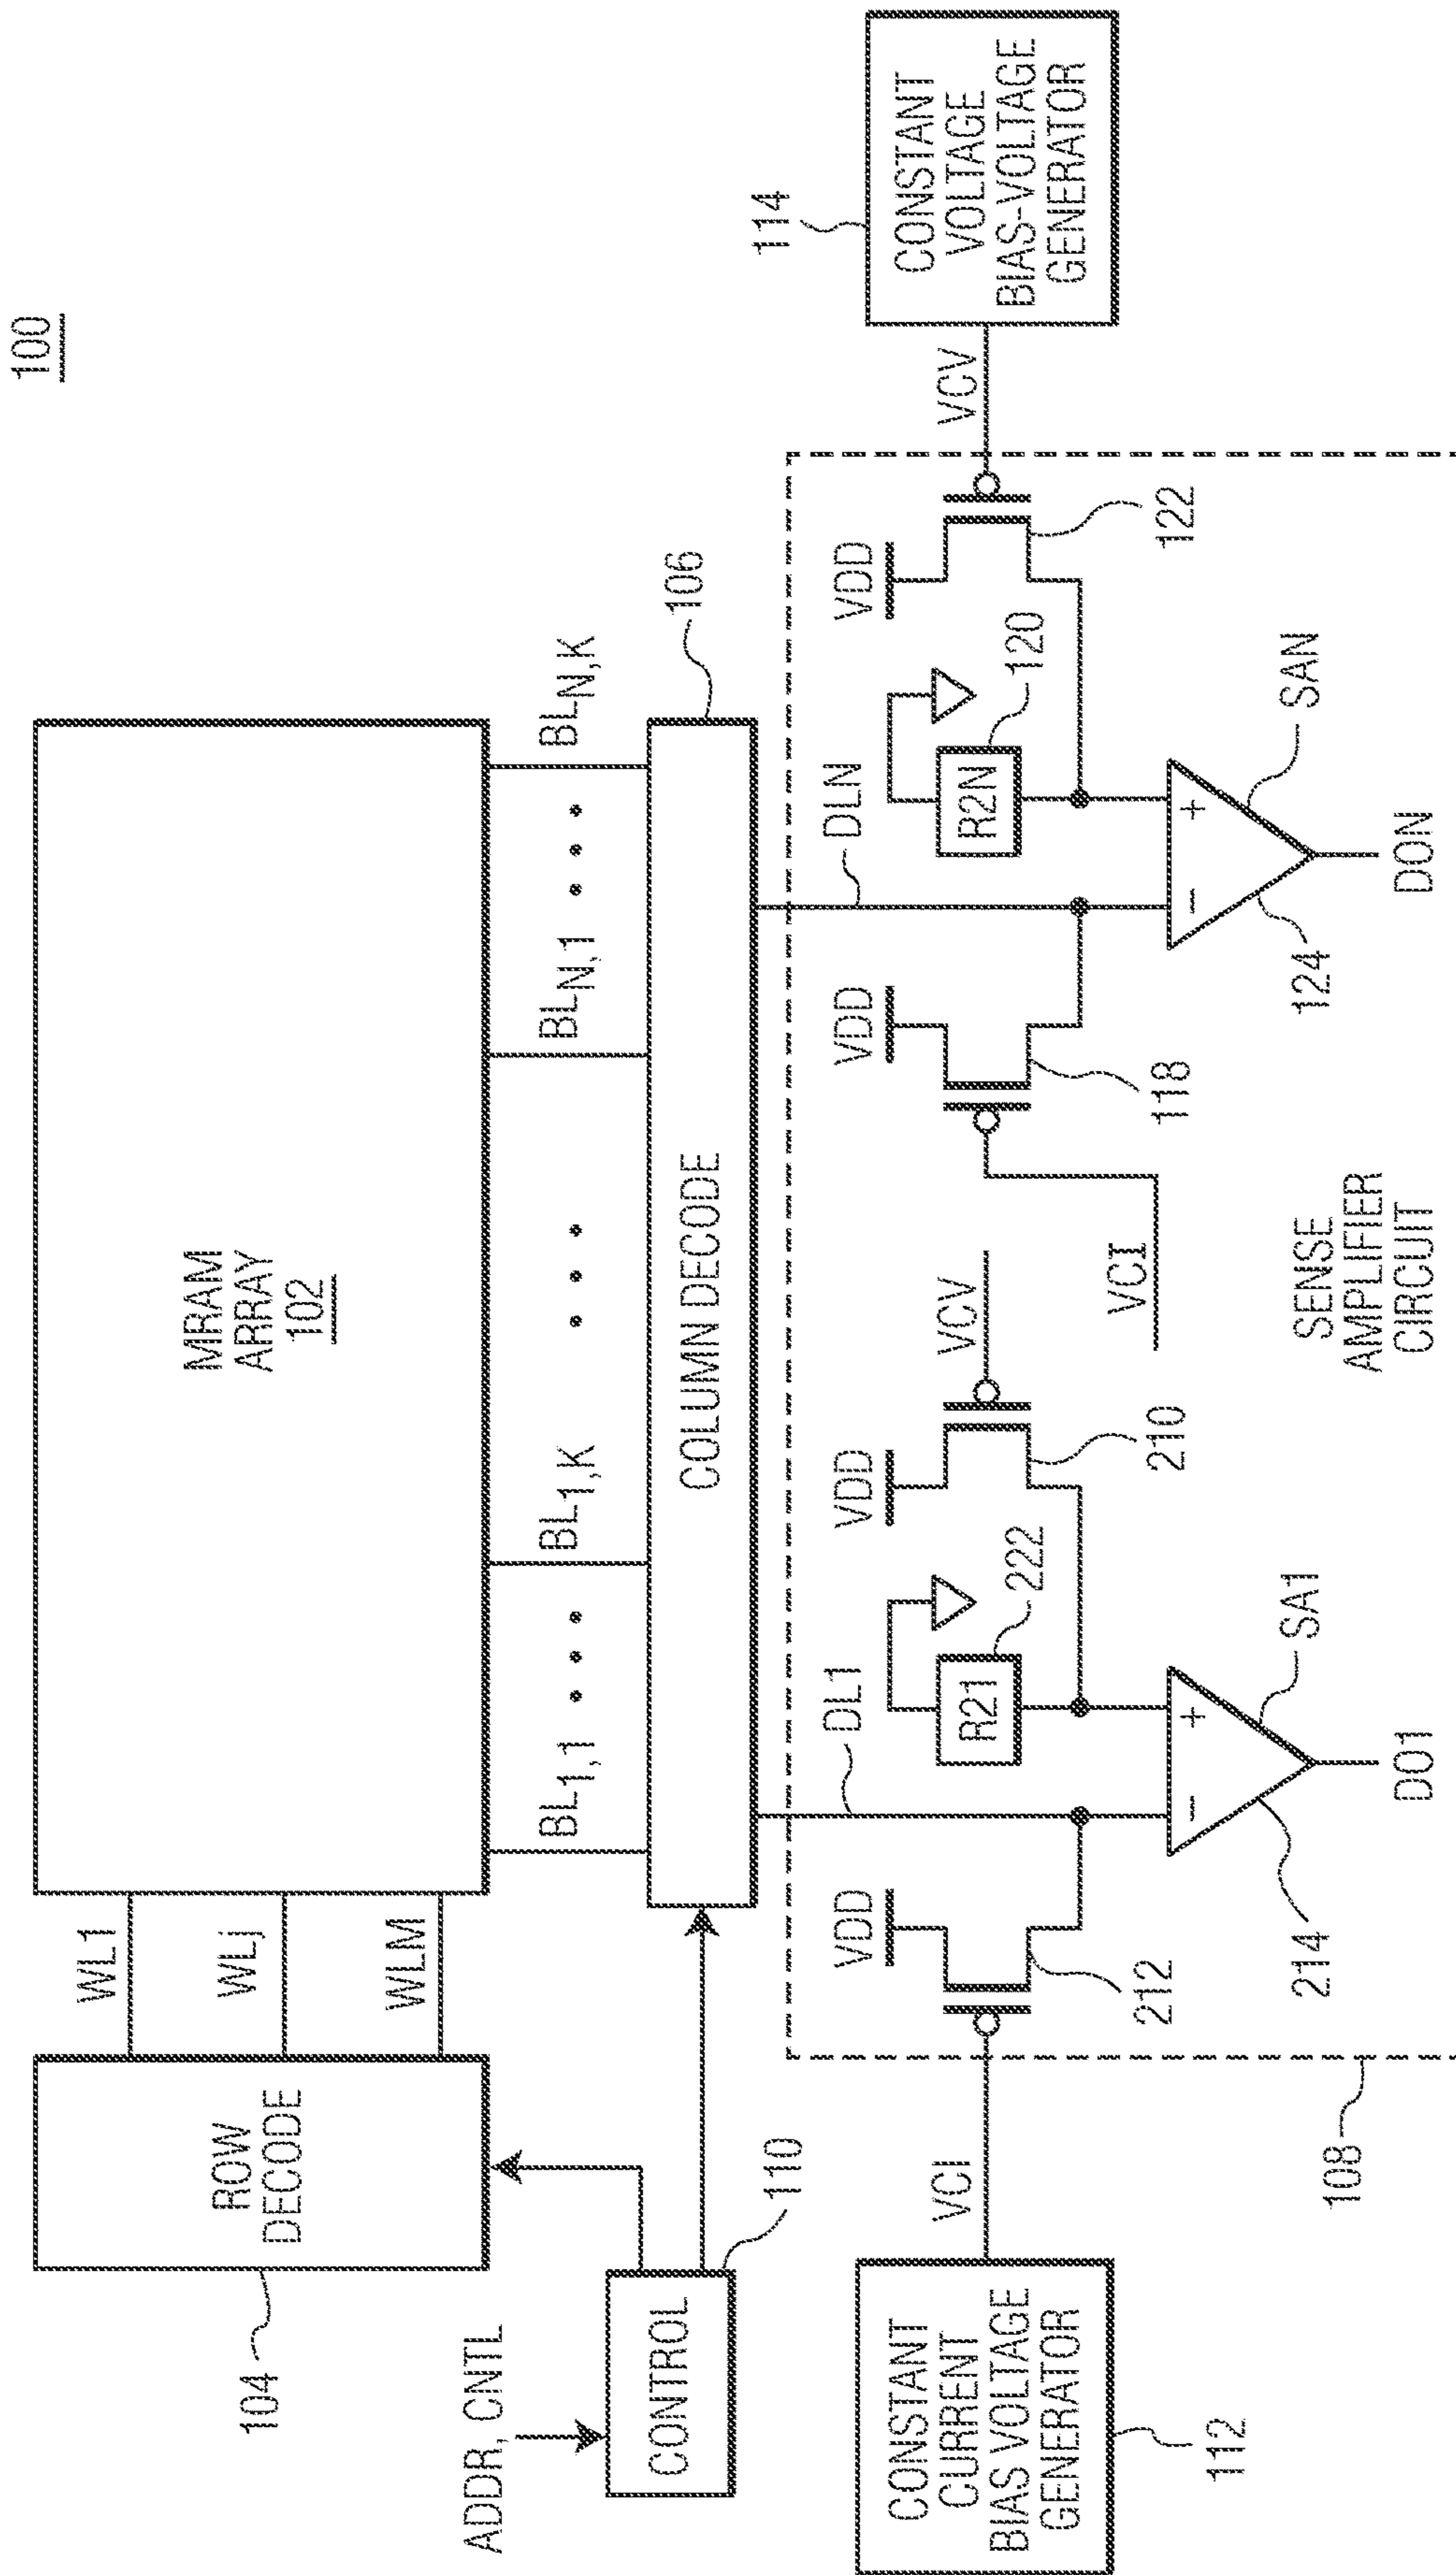 100
MRAM
ARRAY
102
WL1
WLj
WLM
ROW
DECODE
104
ADDR, CNTL
CONTROL
110
BL1,1
BL1,K
BLN,1
BLN,K
COLUMN DECODE
106
CONSTANT
CURRENT
BIAS VOLTAGE
GENERATOR
112
VCI
108
VDD
212
DL1
R21
222
VDD
210
VCV
214
SA1
DO1
VCI
VDD
118
DLN
R2N
120
VDD
122
124
SAN
DON
SENSE
AMPLIFIER
CIRCUIT
VCV
CONSTANT
VOLTAGE
BIAS-VOLTAGE
GENERATOR
114